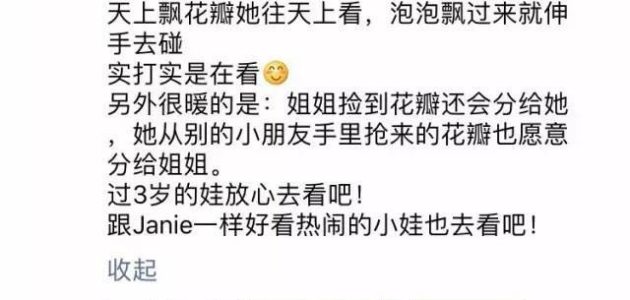 天上飘花瓣她往天上看，泡泡飘过来就伸
手去碰
实打实是在看😊
另外很暖的是：姐姐捡到花瓣还会分给她
，她从别的小朋友手里抢来的花瓣也愿意
分给姐姐。
过3岁的娃放心去看吧！
跟Janie一样好看热闹的小娃也去看吧！
收起